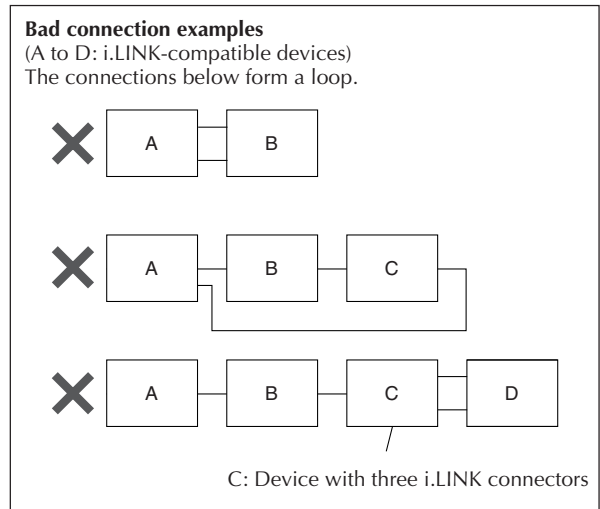 Bad connection examples
(A to D: i.LINK-compatible devices)
The connections below form a loop.
A B
A B C
A B C D
C: Device with three i.LINK connectors